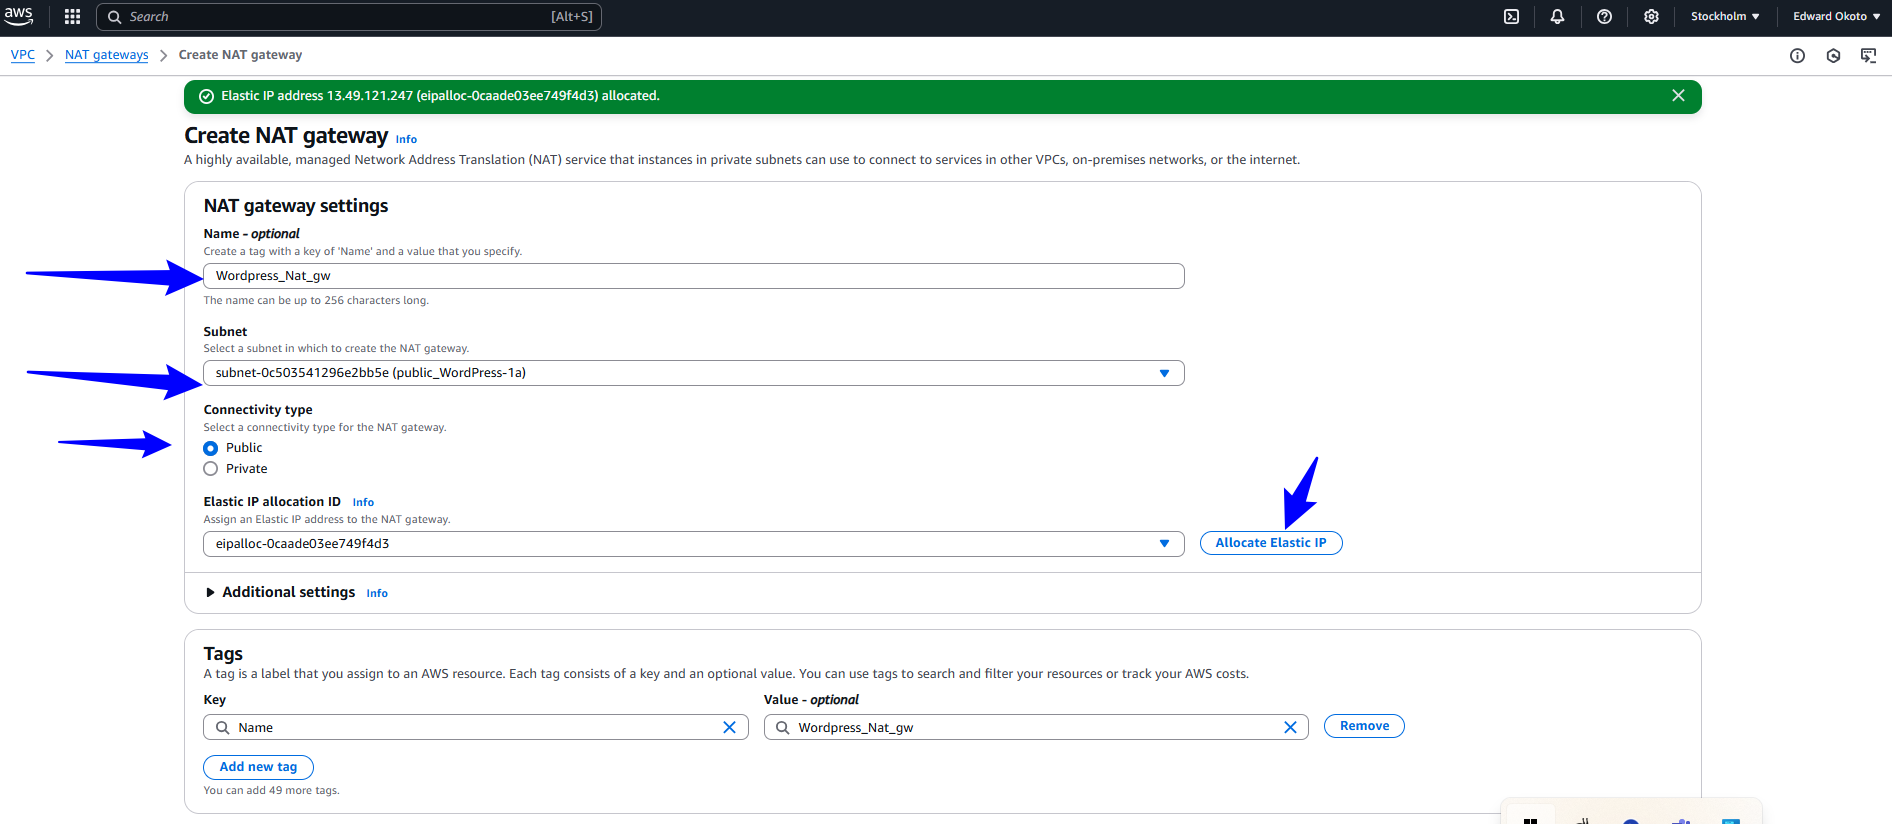 aws
Search [Alt+S]
Stockholm ▼ Edward Okoto ▼
VPC > NAT gateways > Create NAT gateway
Elastic IP address 13.49.121.247 (eipalloc-0caade03ee749f4d3) allocated.
Create NAT gateway Info
A highly available, managed Network Address Translation (NAT) service that instances in private subnets can use to connect to services in other VPCs, on-premises networks, or the internet.
NAT gateway settings
Name - optional
Create a tag with a key of 'Name' and a value that you specify.
Wordpress_Nat_gw
The name can be up to 256 characters long.
Subnet
Select a subnet in which to create the NAT gateway.
subnet-0c503541296e2bb5e (public_WordPress-1a)
Connectivity type
Select a connectivity type for the NAT gateway.
Public
Private
Elastic IP allocation ID Info
Assign an Elastic IP address to the NAT gateway.
eipalloc-0caade03ee749f4d3
Allocate Elastic IP
Additional settings Info
Tags
A tag is a label that you assign to an AWS resource. Each tag consists of a key and an optional value. You can use tags to search and filter your resources or track your AWS costs.
Key Value - optional
Name Wordpress_Nat_gw Remove
Add new tag
You can add 49 more tags.